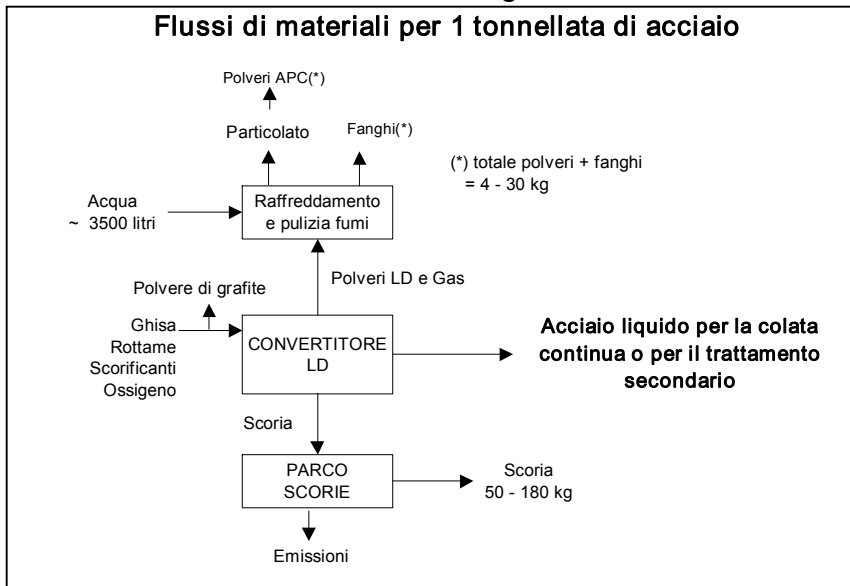 Flussi di materiali per 1 tonnellata di acciaio
Polveri APC(*)
Particolato
Fanghi(*)
(*) totale polveri + fanghi
= 4 - 30 kg
Acqua
~ 3500 litri
Raffreddamento
e pulizia fumi
Polveri LD e Gas
Polvere di grafite
Ghisa
Rottame
Scorificanti
Ossigeno
CONVERTITORE
LD
Acciaio liquido per la colata
continua o per il trattamento
secondario
Scoria
PARCO
SCORIE
Scoria
50 - 180 kg
Emissioni